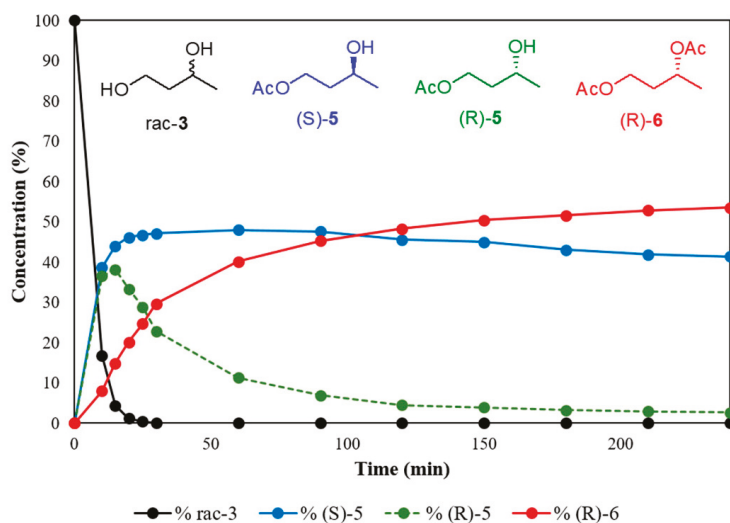 Concentration (%)
100
90
80
70
60
50
40
30
20
10
0
OH
HO
rac-3
OH
AcO
(S)-5
OH
AcO
(R)-5
OAc
AcO
(R)-6
0
50
100
150
200
Time (min)
% rac-3
% (S)-5
% (R)-5
% (R)-6